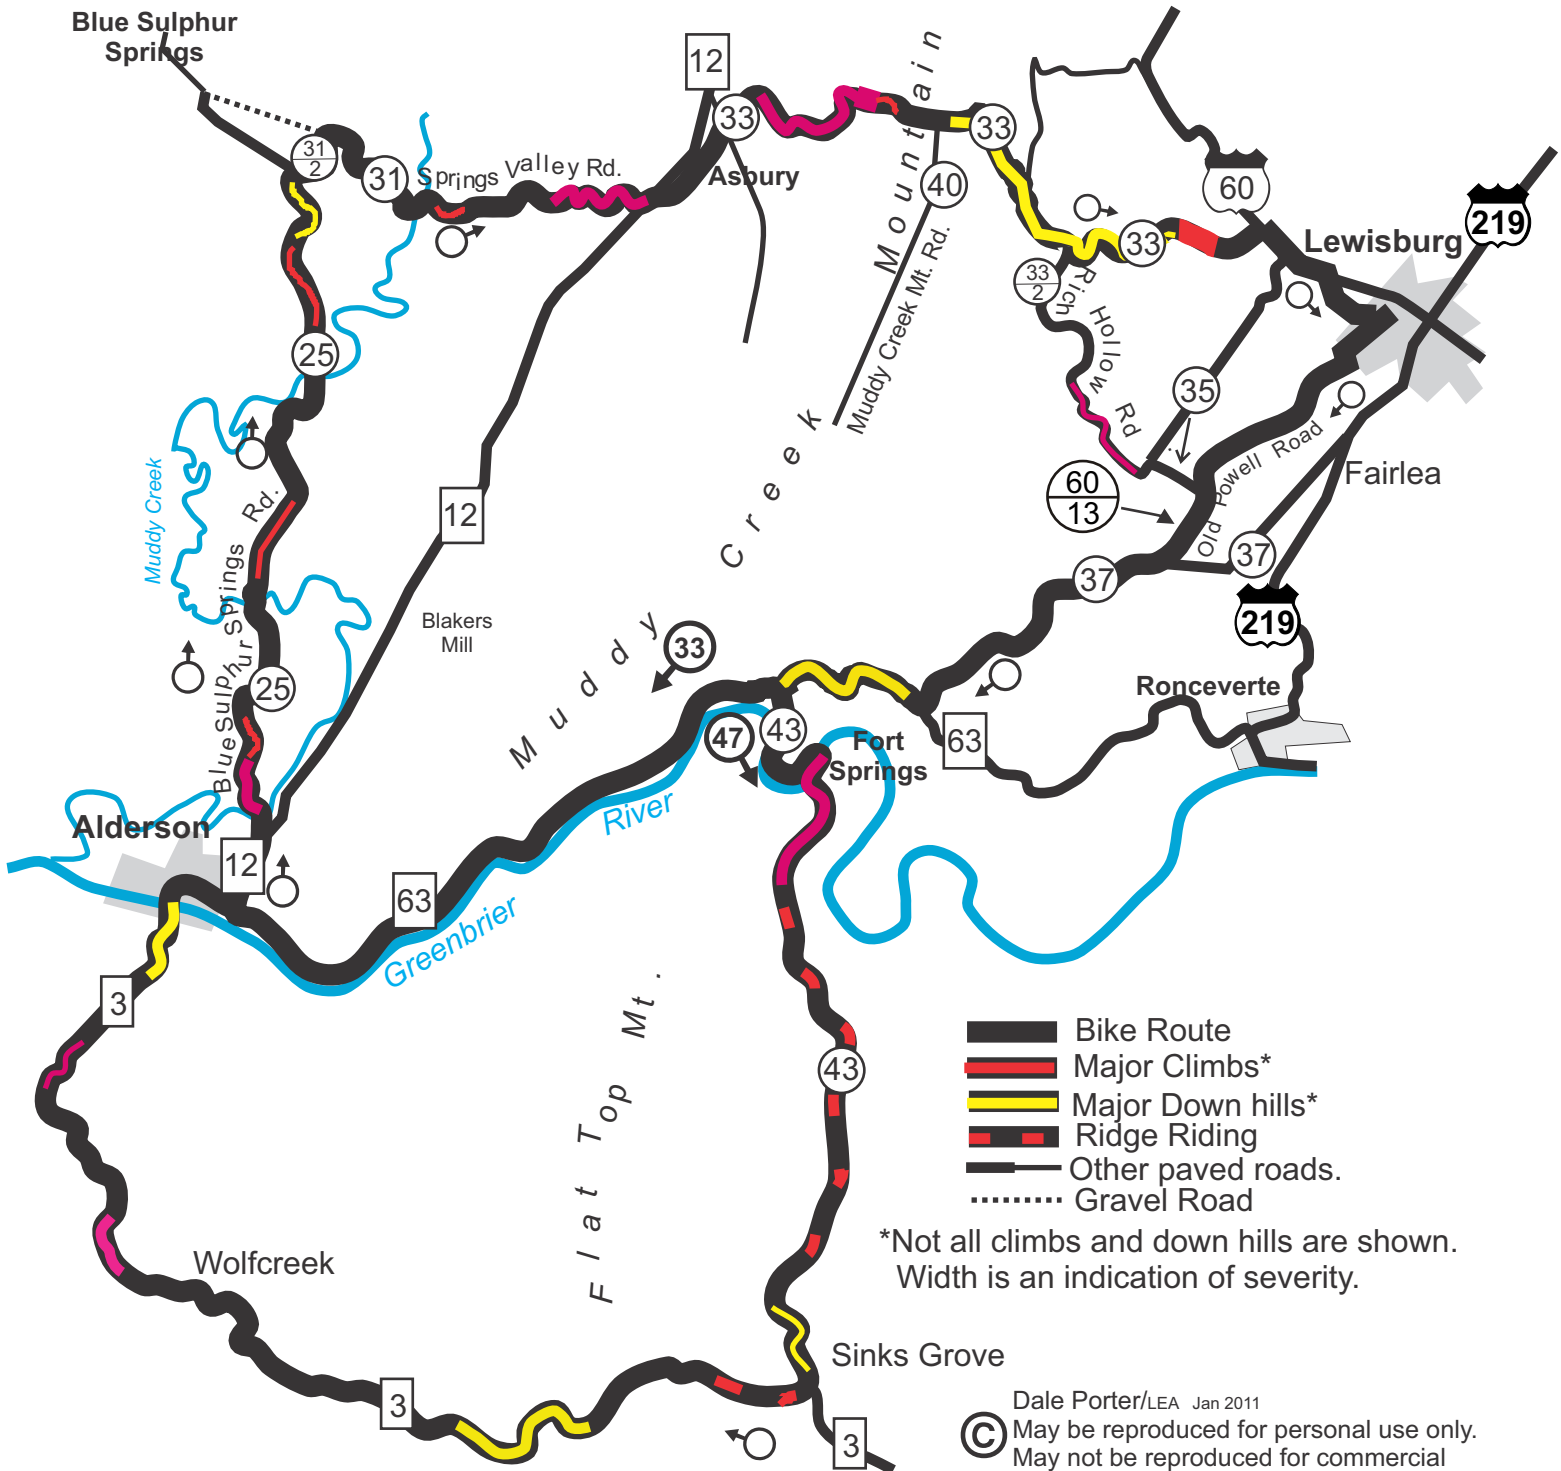 Blue Sulphur
Springs
12
33
33
31
2
31
Springs Valley Rd.
Asbury
40
60
219
Lewisburg
33
33
2
Rich Hollow Rd
Muddy Creek Mt. Rd.
Muddy Creek Mountain
25
35
Old Powell Road
Fairlea
60
13
37
37
219
Muddy Creek
12
Blue Sulphur Springs Rd.
Blakers
Mill
25
33
Ronceverte
47
43
63
Fort
Springs
River
Alderson
12
63
Greenbrier
3
Flat Top Mt.
43
Bike Route
Major Climbs*
Major Down hills*
Ridge Riding
Other paved roads.
Gravel Road
*Not all climbs and down hills are shown.
Width is an indication of severity.
Wolfcreek
Sinks Grove
3
3
Dale Porter/LEA Jan 2011
© May be reproduced for personal use only.
May not be reproduced for commercial